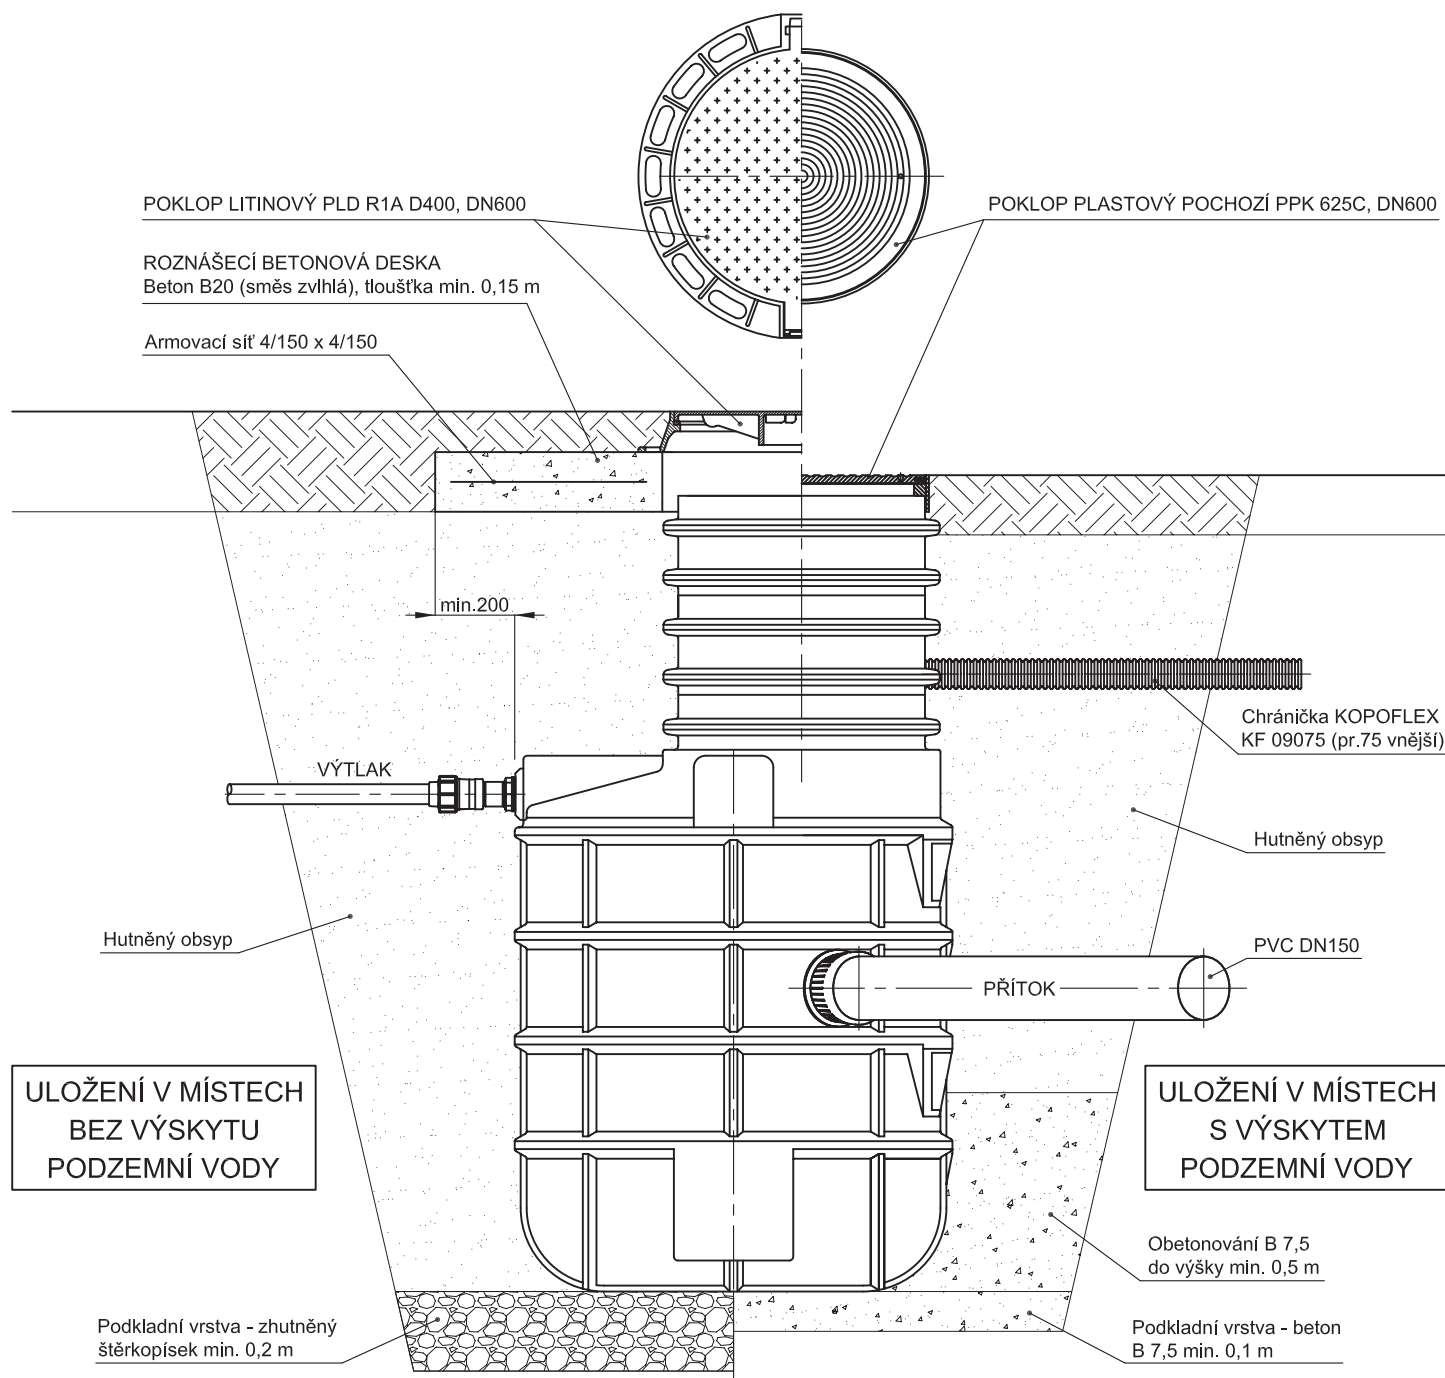 POKLOP LITINOVÝ PLD R1A D400, DN600
POKLOP PLASTOVÝ POCHOZÍ PPK 625C, DN600
ROZNÁŠECÍ BETONOVÁ DESKA
Beton B20 (směs zvlhlá), tloušťka min. 0,15 m
Armovací síť 4/150 x 4/150
min.200
Chránička KOPOFLEX
KF 09075 (pr.75 vnější)
VÝTLAK
Hutněný obsyp
Hutněný obsyp
PVC DN150
PŘÍTOK
ULOŽENÍ V MÍSTECH
BEZ VÝSKYTU
PODZEMNÍ VODY
ULOŽENÍ V MÍSTECH
S VÝSKYTEM
PODZEMNÍ VODY
Obetonování B 7,5
do výšky min. 0,5 m
Podkladní vrstva - zhutněný
štěrkopísek min. 0,2 m
Podkladní vrstva - beton
B 7,5 min. 0,1 m